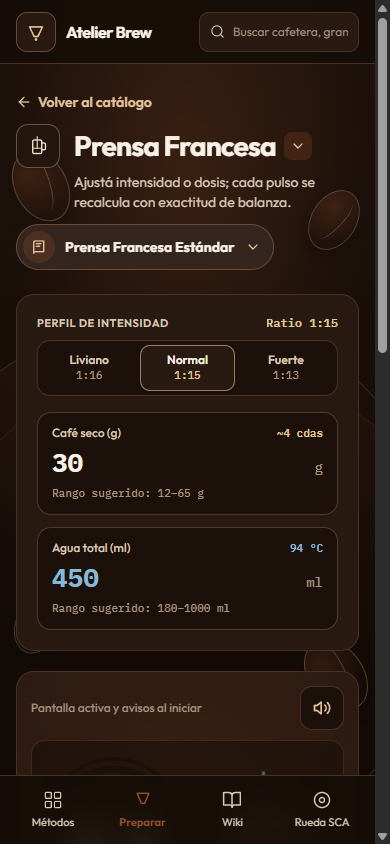 Atelier Brew
Buscar cafetera, gran
Volver al catálogo
Prensa Francesa
Ajustá intensidad o dosis; cada pulso se
recalcula con exactitud de balanza.
Prensa Francesa Estándar
PERFIL DE INTENSIDAD
Ratio 1:15
Liviano
1:16
Normal
1:15
Fuerte
1:13
Café seco (g)
~4 cdas
30
g
Rango sugerido: 12–65 g
Agua total (ml)
94 °C
450
ml
Rango sugerido: 180–1000 ml
Pantalla activa y avisos al iniciar
Métodos
Preparar
Wiki
Rueda SCA